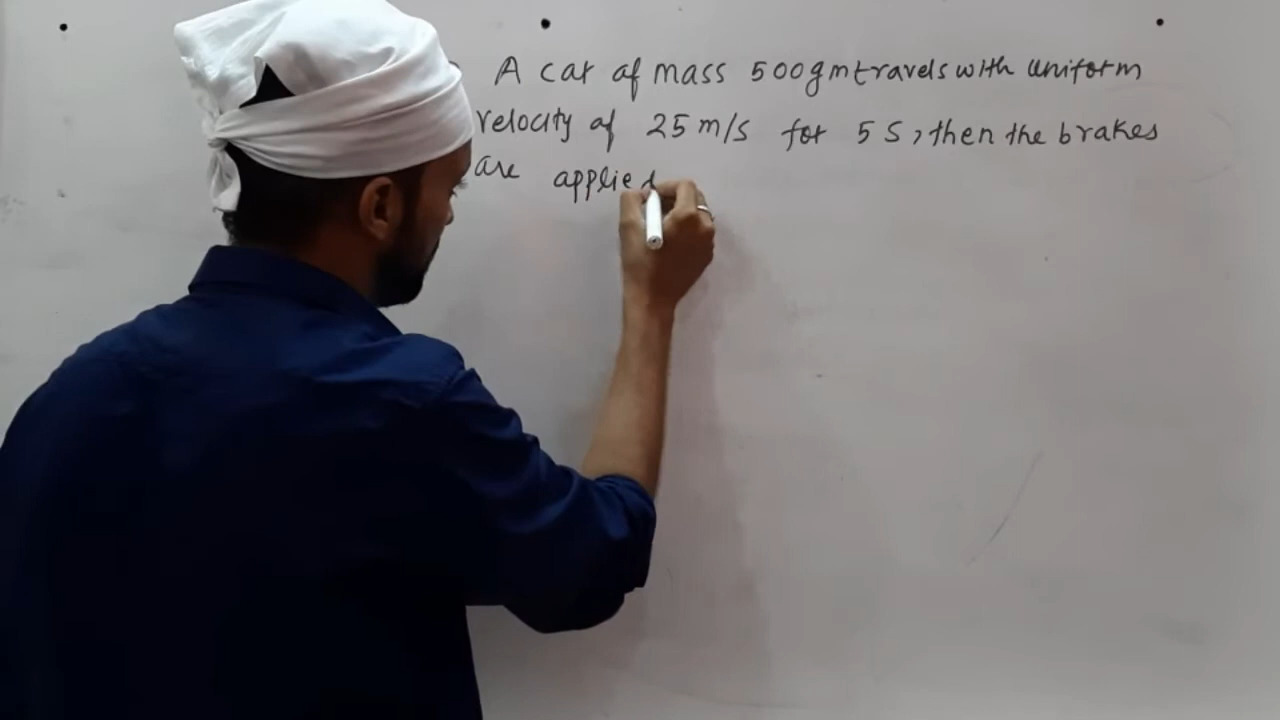 A car of mass 500gm travels with uniform
velocity of 25 m/s for 5 s, then the brakes
are applied